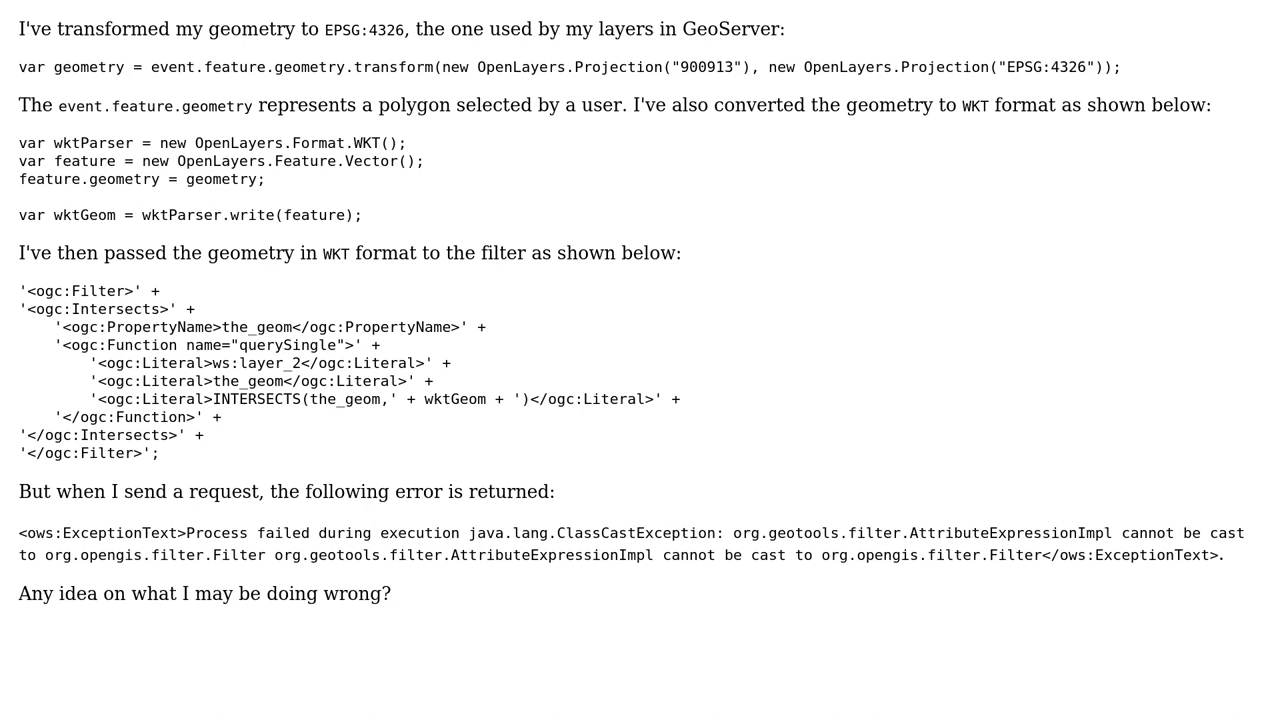 I've transformed my geometry to EPSG:4326, the one used by my layers in GeoServer:
var geometry = event.feature.geometry.transform(new OpenLayers.Projection("900913"), new OpenLayers.Projection("EPSG:4326"));
The event.feature.geometry represents a polygon selected by a user. I've also converted the geometry to WKT format as shown below:
var wktParser = new OpenLayers.Format.WKT();
var feature = new OpenLayers.Feature.Vector();
feature.geometry = geometry;
var wktGeom = wktParser.write(feature);
I've then passed the geometry in WKT format to the filter as shown below:
'<ogc:Filter>' +
'<ogc:Intersects>' +
    '<ogc:PropertyName>the_geom</ogc:PropertyName>' +
    '<ogc:Function name="querySingle">' +
        '<ogc:Literal>ws:layer_2</ogc:Literal>' +
        '<ogc:Literal>the_geom</ogc:Literal>' +
        '<ogc:Literal>INTERSECTS(the_geom,' + wktGeom + ')</ogc:Literal>' +
    '</ogc:Function>' +
'</ogc:Intersects>' +
'</ogc:Filter>';
But when I send a request, the following error is returned:
<ows:ExceptionText>Process failed during execution java.lang.ClassCastException: org.geotools.filter.AttributeExpressionImpl cannot be cast
to org.opengis.filter.Filter org.geotools.filter.AttributeExpressionImpl cannot be cast to org.opengis.filter.Filter</ows:ExceptionText>.
Any idea on what I may be doing wrong?